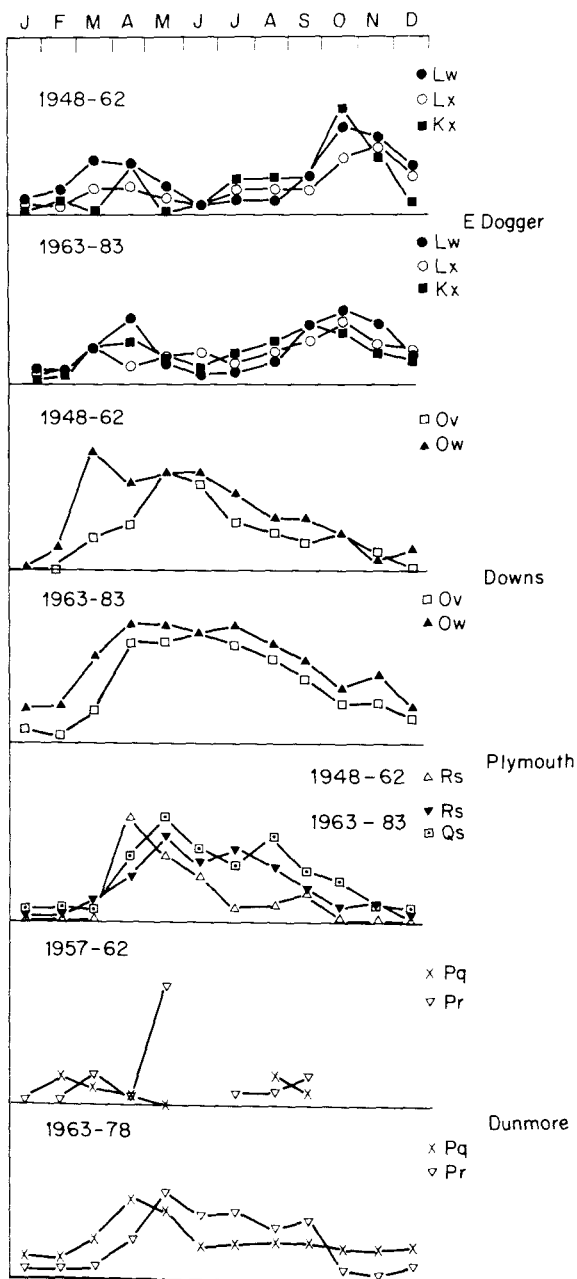 J F M A M J J A S O N D
1948-62
Lw
Lx
Kx
E Dogger
1963-83
Lw
Lx
Kx
1948-62
Ov
Ow
Downs
1963-83
Ov
Ow
Plymouth
1948-62 Rs
1963-83 Rs
Qs
1957-62
Pq
Pr
Dunmore
1963-78
Pq
Pr